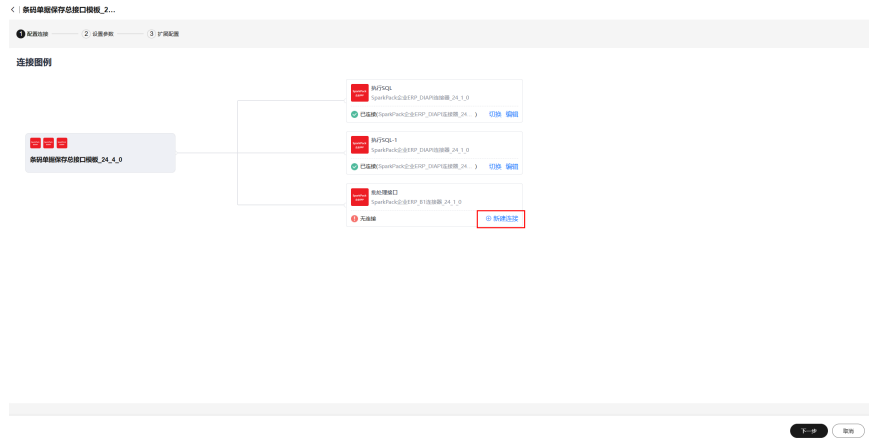 < 条码单据保存总接口模板_2...
1 配置连接 2 设置参数 3 扩展配置
连接图例
执行SQL
SparkPack企业ERP_DIAPI连接器_24_1_0
已连接(SparkPack企业ERP_DIAPI连接器_24... ) 切换 编辑
条码单据保存总接口模板_24_4_0
执行SQL-1
SparkPack企业ERP_DIAPI连接器_24_1_0
已连接(SparkPack企业ERP_DIAPI连接器_24... ) 切换 编辑
批处理接口
SparkPack企业ERP_B1连接器_24_1_0
无连接 新建连接
下一步 取消